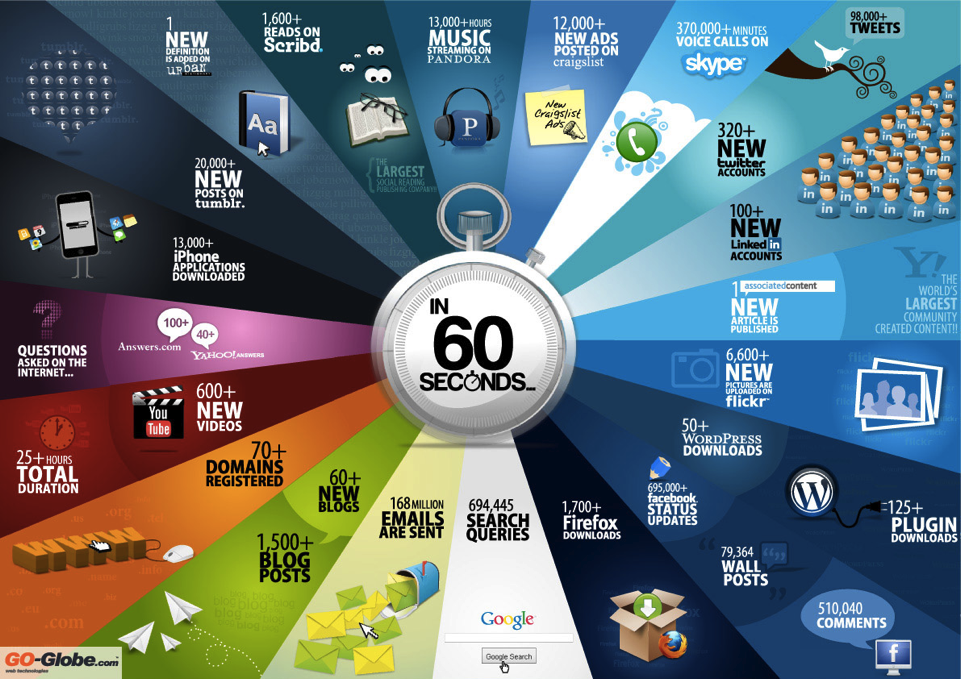 1
NEW
DEFINITION
IS ADDED ON
urban
1,600+
READS ON
Scribd.
13,000+ HOURS
MUSIC
STREAMING ON
PANDORA
12,000+
NEW ADS
POSTED ON
craigslist
370,000+ MINUTES
VOICE CALLS ON
skype
98,000+
TWEETS
Aa
P
New
Craigslist
Ads
{THE
LARGEST
SOCIAL READING
PUBLISHING COMPANY!!
320+
NEW
twitter
ACCOUNTS
20,000+
NEW
POSTS ON
tumblr.
100+
NEW
Linked in
ACCOUNTS
13,000+
iPhone
APPLICATIONS
DOWNLOADED
IN
60
SECONDS...
associatedcontent
1
NEW
ARTICLE IS
PUBLISHED
Y!
THE
WORLD'S
LARGEST
COMMUNITY
CREATED CONTENT!!
?
QUESTIONS
ASKED ON THE
INTERNET...
100+
Answers.com
40+
YAHOO! ANSWERS
6,600+
NEW
PICTURES ARE
UPLOADED ON
flickr
You
Tube
600+
NEW
VIDEOS
25+ HOURS
TOTAL
DURATION
50+
WORDPRESS
DOWNLOADS
W
125+
PLUGIN
DOWNLOADS
70+
DOMAINS
REGISTERED
WWW
.org
.com
60+
NEW
BLOGS
1,500+
BLOG
POSTS
168 MILLION
EMAILS
ARE SENT
694,445
SEARCH
QUERIES
Google
Google Search
1,700+
Firefox
DOWNLOADS
695,000+
facebook
STATUS
UPDATES
79,364
WALL
POSTS
510,040
COMMENTS
f
GO-Globe.com
web technologies